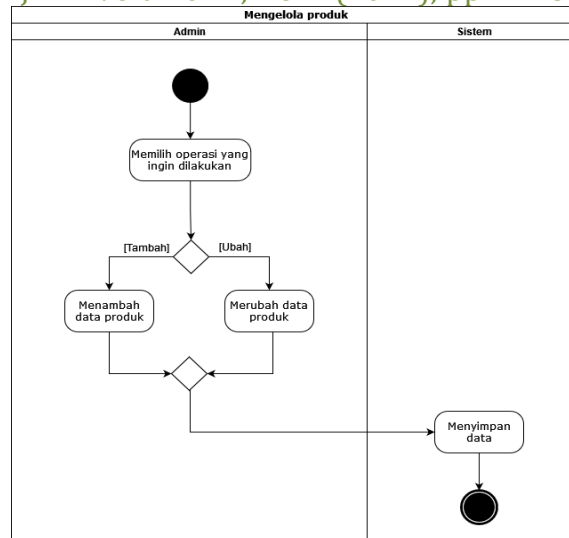 Mengelola produk
Admin
Sistem
Memilih operasi yang
ingin dilakukan
[Tambah]
[Ubah]
Menambah
data produk
Merubah data
produk
Menyimpan
data